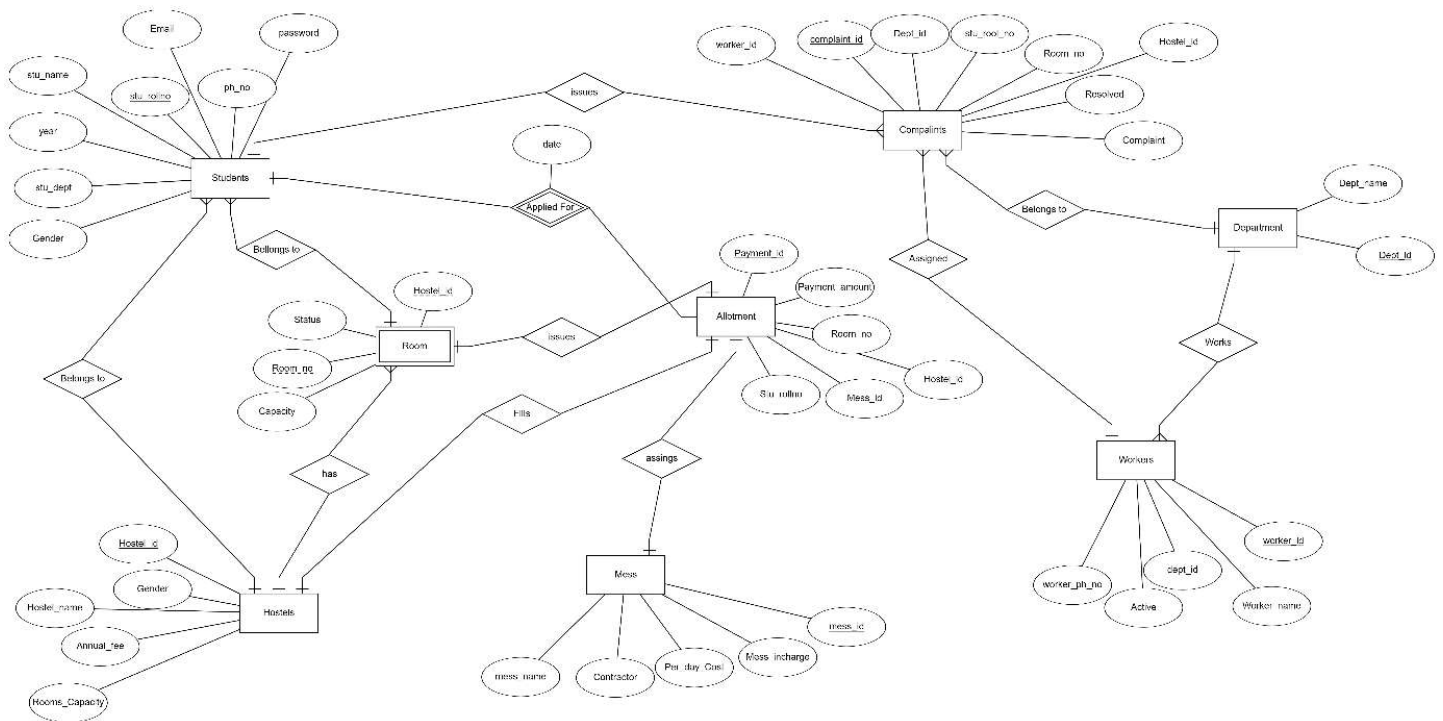 Email
password
stu_name
stu_rollno
ph_no
year
stu_dept
Gender
Students
issues
date
Applied For
worker_id
complaint_id
Dept_id
stu_rool_no
Room_no
Hostel_id
Resolved
Complaint
Compalints
Belongs to
Dept_name
Department
Dept_Id
Assigned
Works
Bellongs to
Hostel_id
Status
Room
Room_no
Capacity
issues
Payment_id
Payment_amount
Allotment
Room_no
Hostel_id
Mess_Id
Stu_rollno
Belongs to
Fills
has
assings
Workers
worker_ph_no
Active
dept_id
Worker_name
worker_Id
Hostel_id
Gender
Hostel_name
Annual_fee
Rooms_Capacity
Hostels
Mess
mess_name
Contractor
Per_day_Cost
Mess_incharge
mess_id